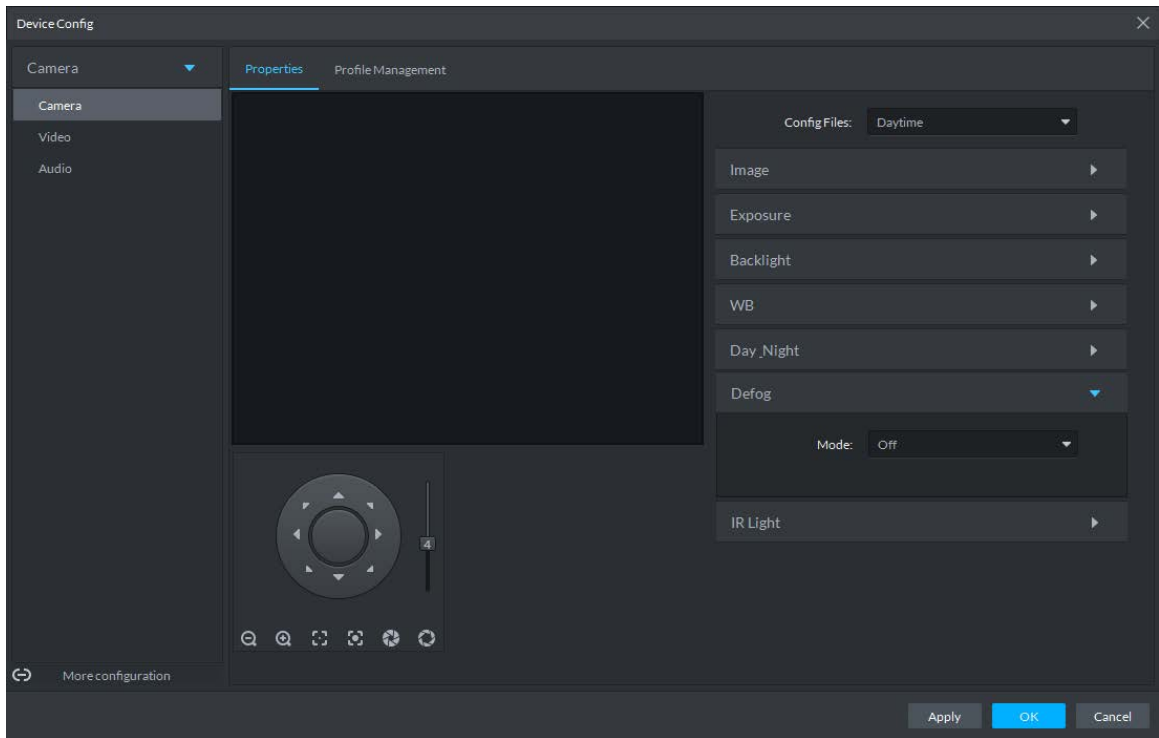 Device Config
Camera
Camera
Video
Audio
More configuration
Properties
Profile Management
Config Files: Daytime
Image
Exposure
Backlight
WB
Day_Night
Defog
Mode: Off
IR Light
4
Apply
OK
Cancel